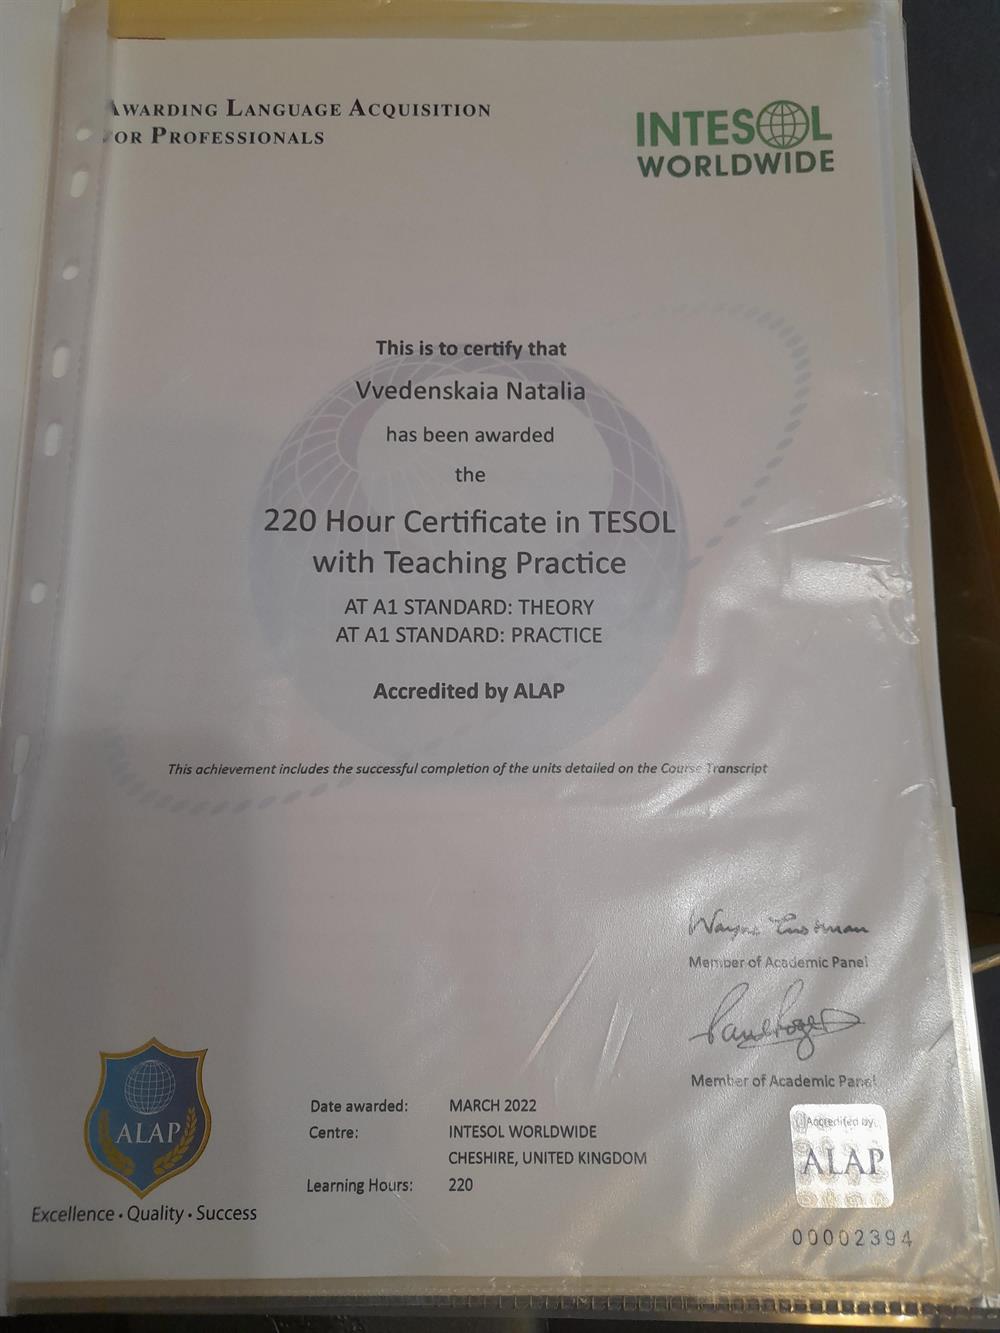 AWARDING LANGUAGE ACQUISITION
FOR PROFESSIONALS
INTESOL
WORLDWIDE
This is to certify that
Vvedenskaia Natalia
has been awarded
the
220 Hour Certificate in TESOL
with Teaching Practice
AT A1 STANDARD: THEORY
AT A1 STANDARD: PRACTICE
Accredited by ALAP
This achievement includes the successful completion of the units detailed on the Course Transcript
Wayne
Member of Academic Panel
Member of Academic Panel
ALAP
Excellence • Quality • Success
Date awarded: MARCH 2022
Centre: INTESOL WORLDWIDE
CHESHIRE, UNITED KINGDOM
Learning Hours: 220
Accredited by
ALAP
00002394